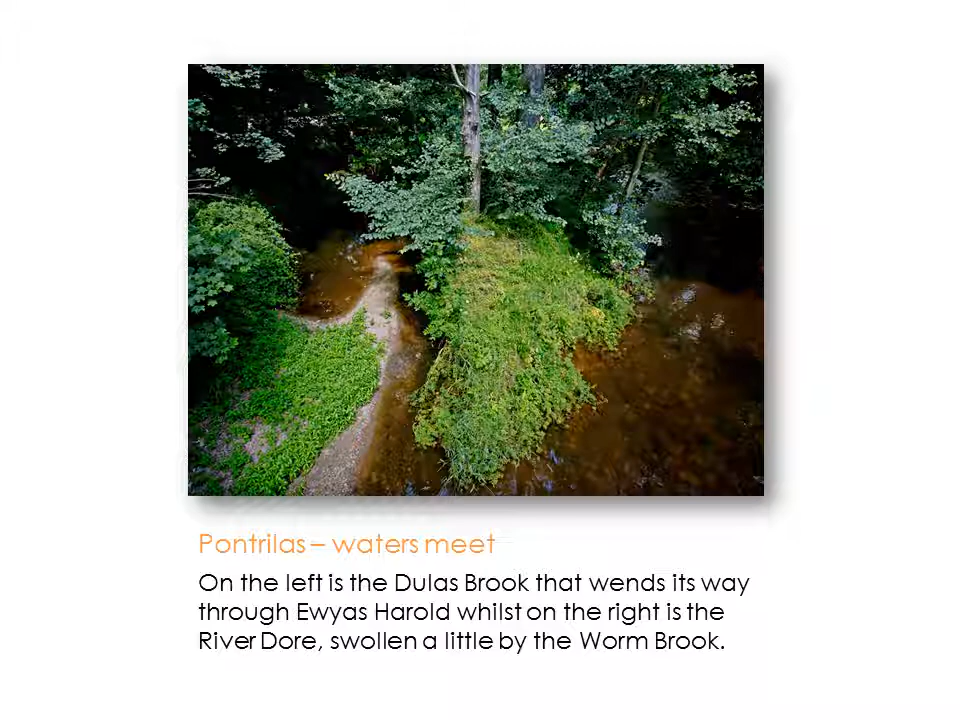 Pontrilas – waters meet
On the left is the Dulas Brook that wends its way
through Ewyas Harold whilst on the right is the
River Dore, swollen a little by the Worm Brook.